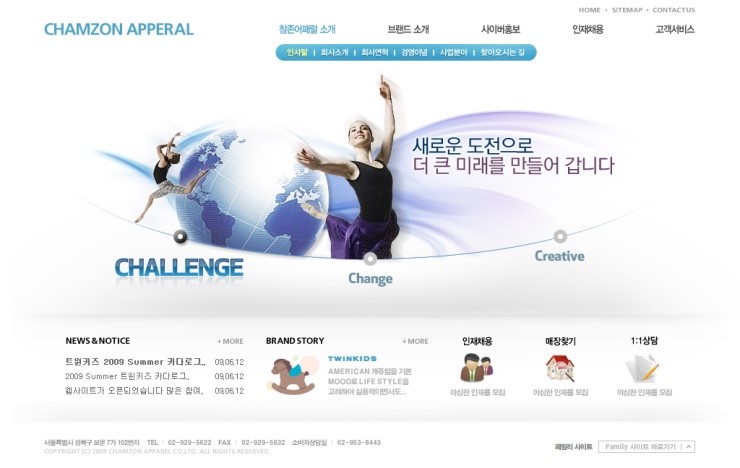 HOME · SITEMAP · CONTACTUS
CHAMZON APPERAL
창존어패럴 소개 브랜드 소개 사이버홍보 인재채용 고객서비스
인사말 | 회사소개 | 회사연혁 | 경영이념 | 사업분야 | 찾아오시는 길
새로운 도전으로
더 큰 미래를 만들어 갑니다
CHALLENGE
Change
Creative
NEWS & NOTICE + MORE
트윈키즈 2009 Summer 카다로그.. 09,06,12
2009 Summer 트윈키즈 카다로그.. 09,06,12
웹사이트가 오픈되었습니다 많은 참여.. 09,06,12
BRAND STORY + MORE
TWINKIDS
AMERICAN 캐쥬얼을 기본
MOOD로 LIFE STYLE을
고려하여 실용적이면서도...
인재채용
야심찬 인재를 모집
매장찾기
야심찬 인재를 모집
1:1상담
야심찬 인재를 모집
서울특별시 성북구 보문 7가 102번지 TEL : 02-929-5622 FAX : 02-929-5632 소비자상담실 : 02-953-8443
COPYRIGHT (C) 2009 CHAMZON APPAREL CO.LTD. ALL RIGHTS RESERVED.
패밀리 사이트 Family 사이트 바로가기